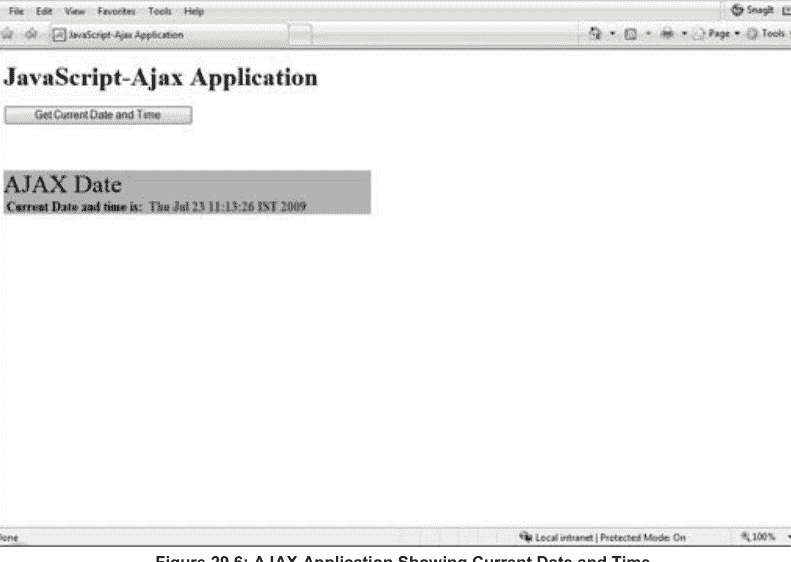 File Edit View Favorites Tools Help SnagIt
JavaScript-Ajax Application Page Tools
JavaScript-Ajax Application
Get Current Date and Time
AJAX Date
Current Date and time is: Thu Jul 23 11:13:26 IST 2009
Local intranet | Protected Mode: On 100%
Figure 29.6: AJAX Application Showing Current Date and Time